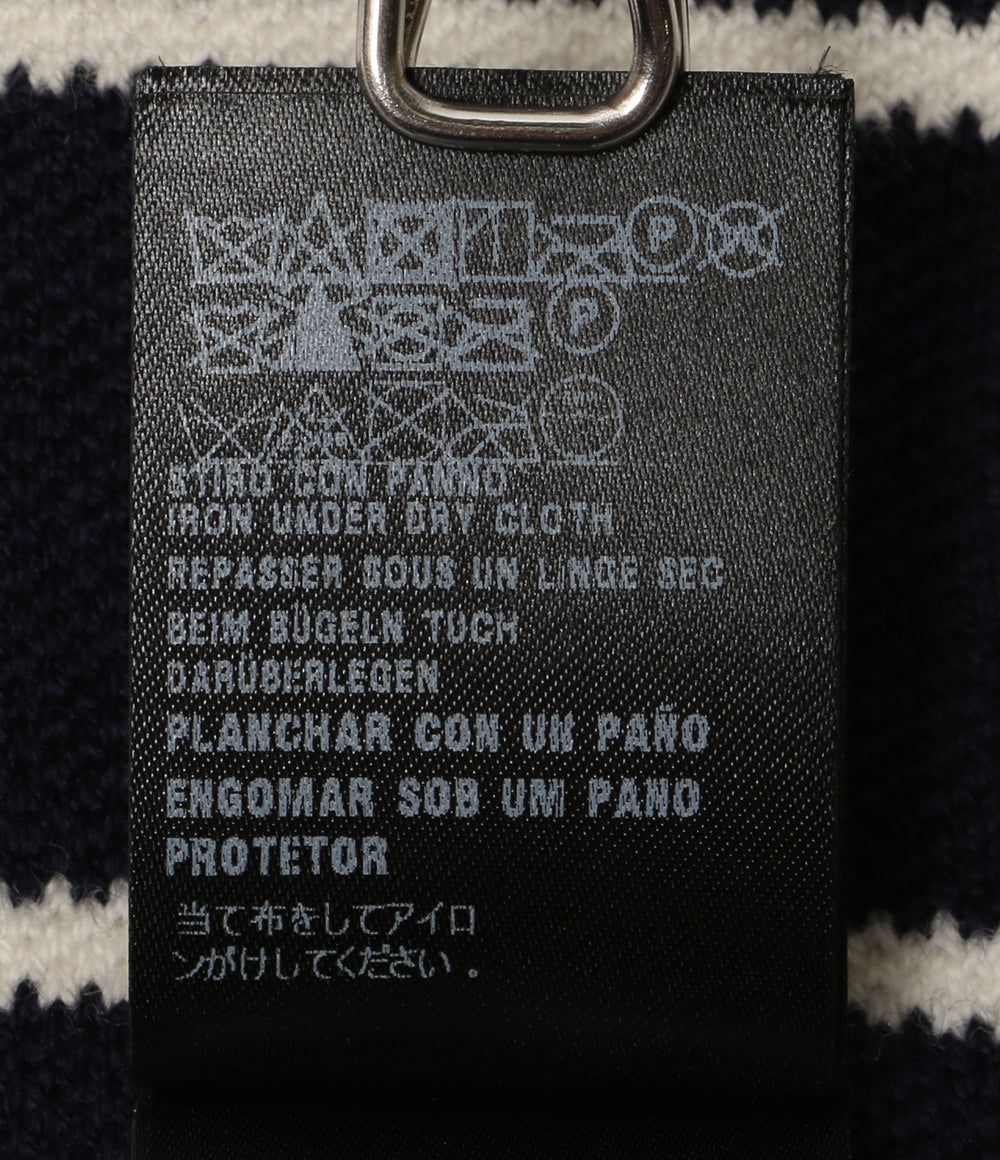 P
P
STIRO CON PANNO
IRON UNDER DRY CLOTH
REPASSER SOUS UN LINGE SEC
BEIM BÜGELN TUCH
DARÜBERLEGEN
PLANCHAR CON UN PAÑO
ENGOMAR SOB UM PANO
PROTETOR
当て布をしてアイロ
ンがけしてください。